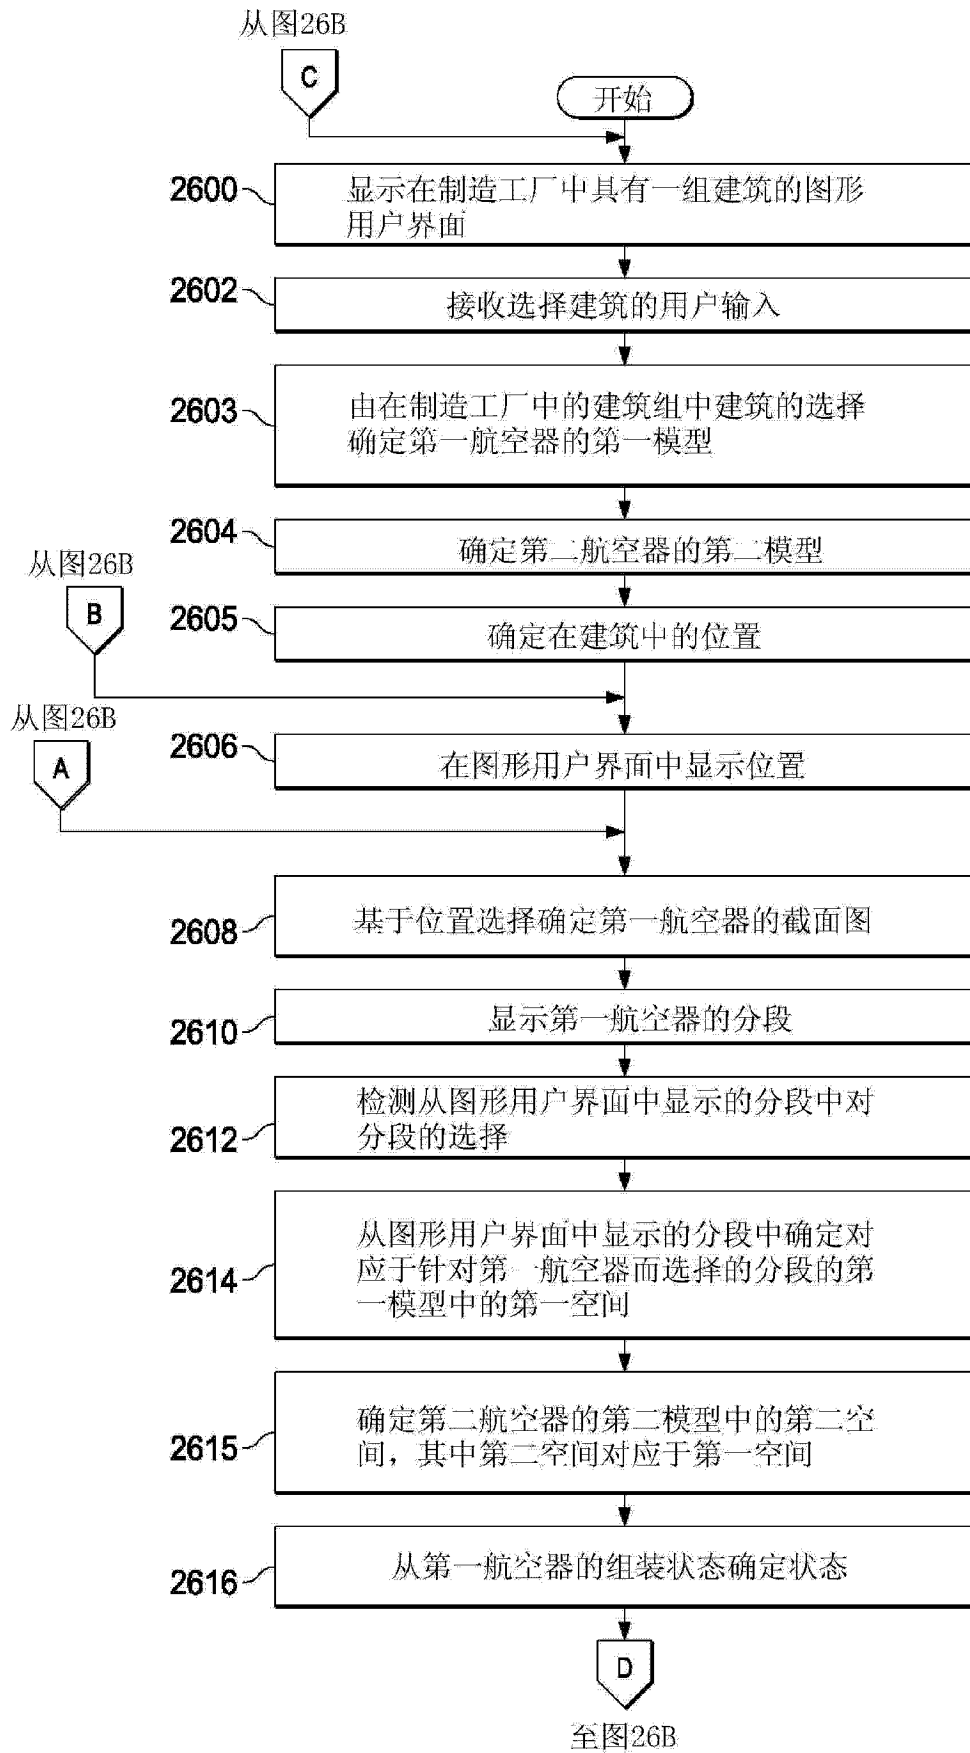 从图26B
C
开始
2600
显示在制造工厂中具有一组建筑的图形
用户界面
2602
接收选择建筑的用户输入
2603
由在制造工厂中的建筑组中建筑的选择
确定第一航空器的第一模型
2604
确定第二航空器的第二模型
从图26B
B
2605
确定在建筑中的位置
从图26B
A
2606
在图形用户界面中显示位置
2608
基于位置选择确定第一航空器的截面图
2610
显示第一航空器的分段
2612
检测从图形用户界面中显示的分段中对
分段的选择
2614
从图形用户界面中显示的分段中确定对
应于针对第一航空器而选择的分段的第
一模型中的第一空间
2615
确定第二航空器的第二模型中的第二空
间，其中第二空间对应于第一空间
2616
从第一航空器的组装状态确定状态
D
至图26B